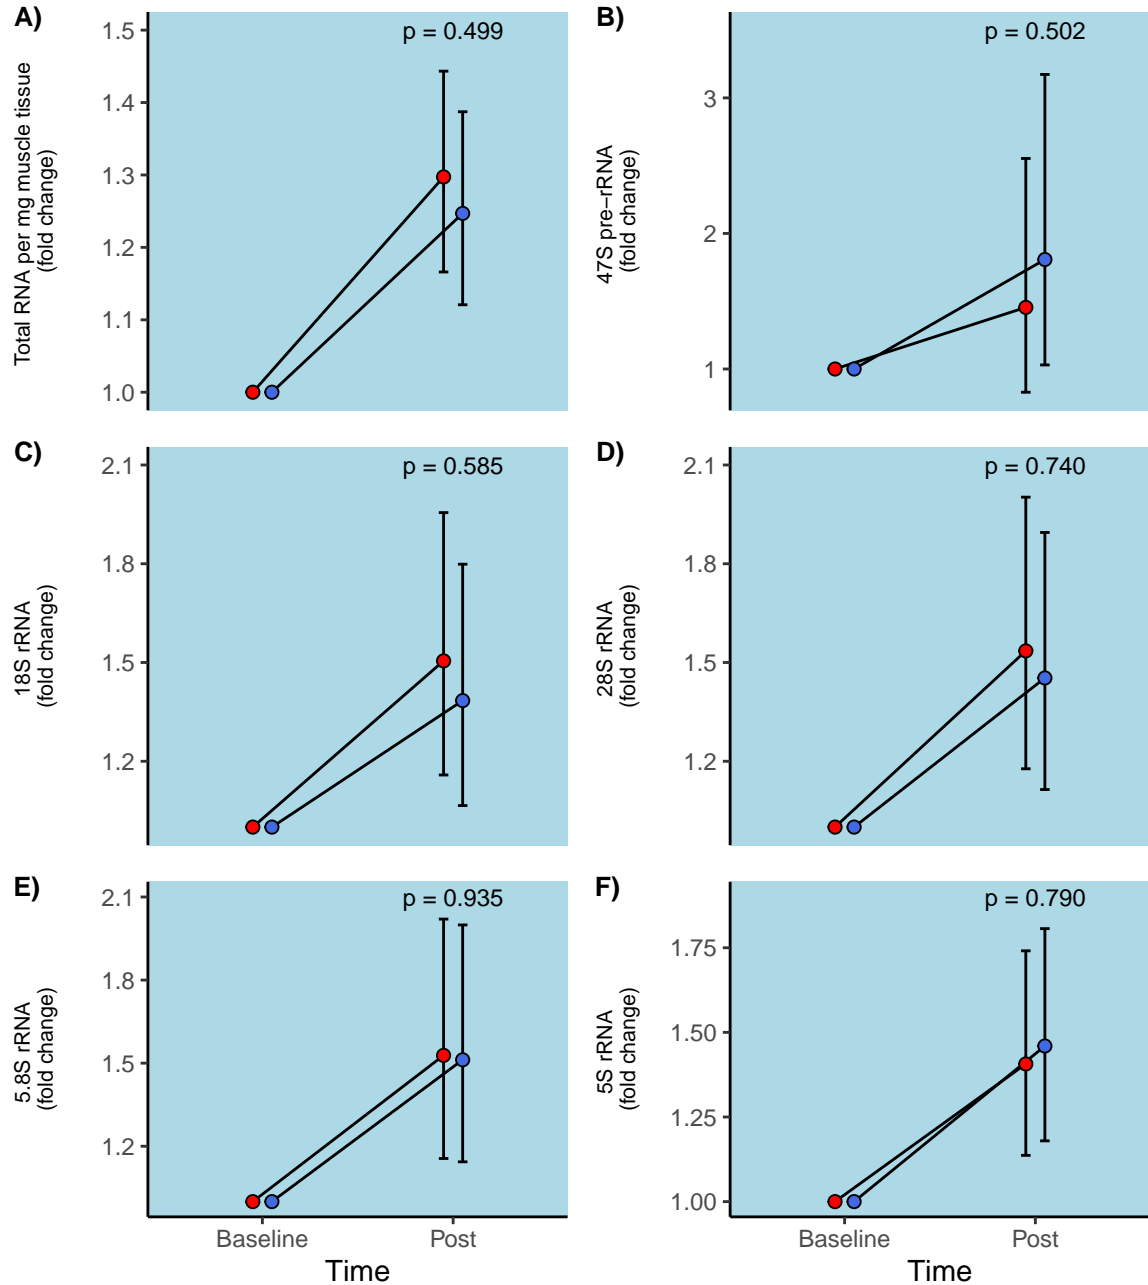 A)
Total RNA per mg muscle tissue
(fold change)
1.5
1.4
1.3
1.2
1.1
1.0
p = 0.499
B)
47S pre−rRNA
(fold change)
3
2
1
p = 0.502
C)
18S rRNA
(fold change)
2.1
1.8
1.5
1.2
p = 0.585
D)
28S rRNA
(fold change)
2.1
1.8
1.5
1.2
p = 0.740
E)
5.8S rRNA
(fold change)
2.1
1.8
1.5
1.2
p = 0.935
Baseline
Post
Time
F)
5S rRNA
(fold change)
1.75
1.50
1.25
1.00
p = 0.790
Baseline
Post
Time